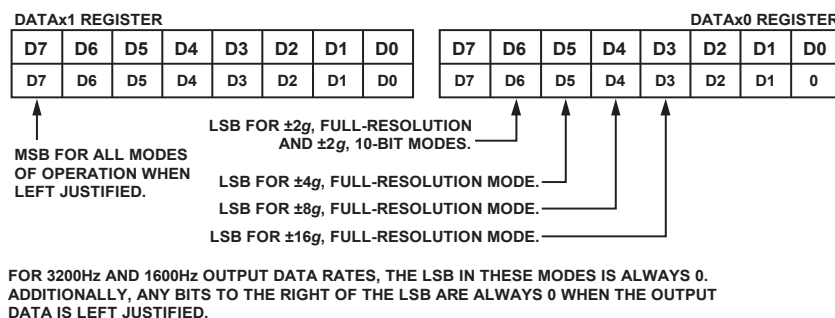 DATAx1 REGISTER DATAx0 REGISTER
D7 D6 D5 D4 D3 D2 D1 D0 D7 D6 D5 D4 D3 D2 D1 D0
D7 D6 D5 D4 D3 D2 D1 D0 D7 D6 D5 D4 D3 D2 D1 0
MSB FOR ALL MODES
OF OPERATION WHEN
LEFT JUSTIFIED.
LSB FOR ±2g, FULL-RESOLUTION
AND ±2g, 10-BIT MODES.
LSB FOR ±4g, FULL-RESOLUTION MODE.
LSB FOR ±8g, FULL-RESOLUTION MODE.
LSB FOR ±16g, FULL-RESOLUTION MODE.
FOR 3200Hz AND 1600Hz OUTPUT DATA RATES, THE LSB IN THESE MODES IS ALWAYS 0.
ADDITIONALLY, ANY BITS TO THE RIGHT OF THE LSB ARE ALWAYS 0 WHEN THE OUTPUT
DATA IS LEFT JUSTIFIED.